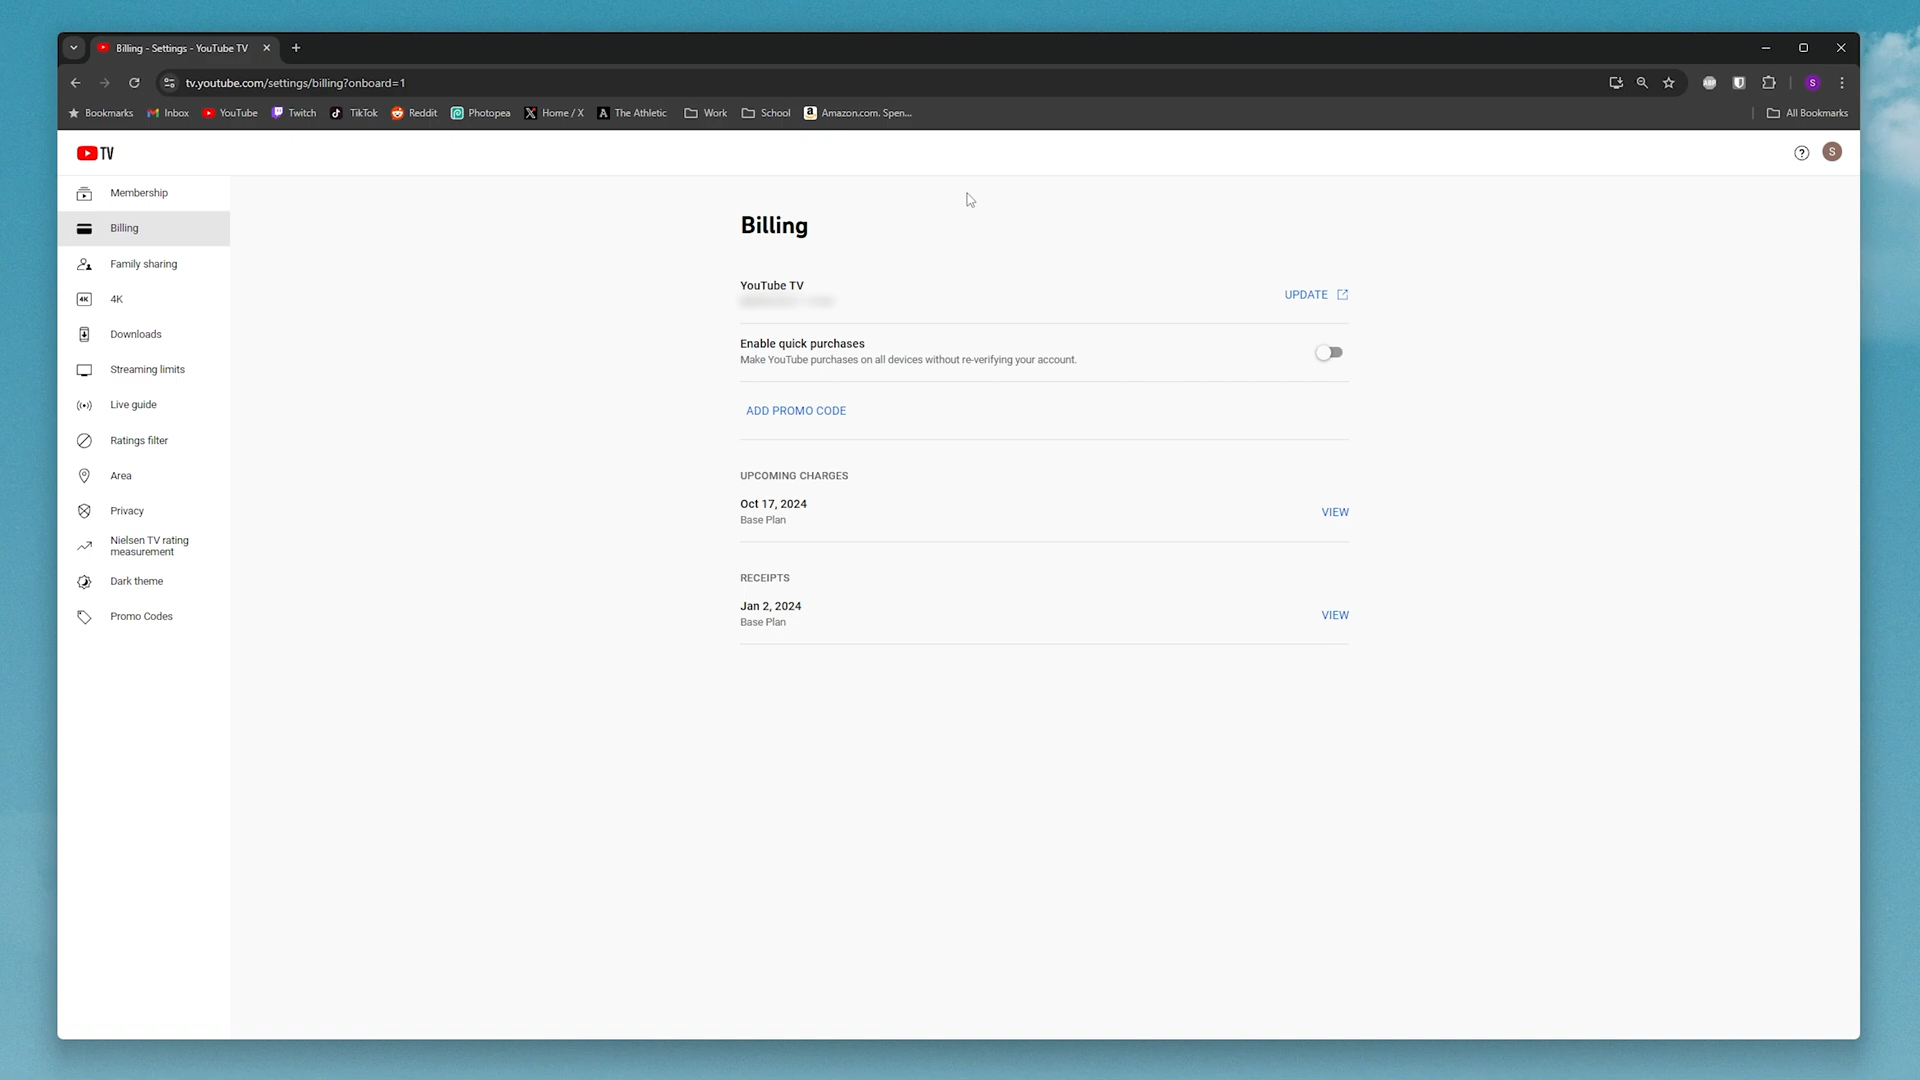 Billing - Settings - YouTube TV
tv.youtube.com/settings/billing?onboard=1
S
Bookmarks Inbox YouTube Twitch TikTok Reddit Photopea Home / X The Athletic Work School Amazon.com. Spen... All Bookmarks
TV
S
Membership
Billing
Family sharing
4K 4K
Downloads
Streaming limits
Live guide
Ratings filter
Area
Privacy
Nielsen TV rating
measurement
Dark theme
Promo Codes
Billing
YouTube TV
UPDATE
Enable quick purchases
Make YouTube purchases on all devices without re-verifying your account.
ADD PROMO CODE
UPCOMING CHARGES
Oct 17, 2024
Base Plan
VIEW
RECEIPTS
Jan 2, 2024
Base Plan
VIEW